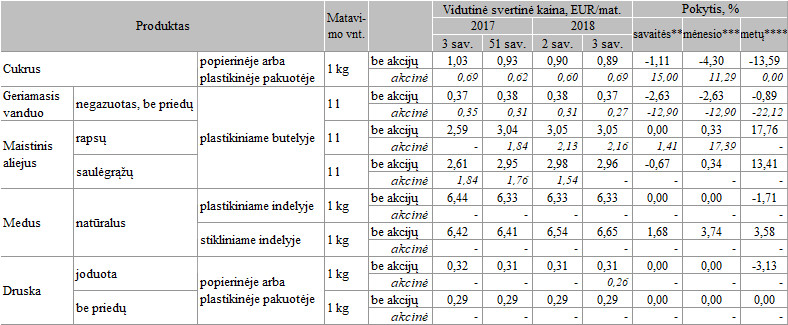 Produktas Matavi- Vidutinė svertinė kaina, EUR/mat. Pokytis, %
mo vnt. 2017 2018 savaitės** mėnesio*** metų****
3 sav. 51 sav. 2 sav. 3 sav.
Cukrus popierinėje arba plastikinėje pakuotėje 1 kg be akcijų 1,03 0,93 0,90 0,89 -1,11 -4,30 -13,59
akcinė 0,69 0,62 0,60 0,69 15,00 11,29 0,00
Geriamasis vanduo negazuotas, be priedų plastikiniame butelyje 1 l be akcijų 0,37 0,38 0,38 0,37 -2,63 -2,63 -0,89
akcinė 0,35 0,31 0,31 0,27 -12,90 -12,90 -22,12
Maistinis aliejus rapsų 1 l be akcijų 2,59 3,04 3,05 3,05 0,00 0,33 17,76
akcinė - 1,84 2,13 2,16 1,41 17,39 -
saulėgrąžų 1 l be akcijų 2,61 2,95 2,98 2,96 -0,67 0,34 13,41
akcinė 1,84 1,76 1,54 - - - -
Medus natūralus plastikiniame indelyje 1 kg be akcijų 6,44 6,33 6,33 6,33 0,00 0,00 -1,71
akcinė - - - - - - -
stikliniame indelyje 1 kg be akcijų 6,42 6,41 6,54 6,65 1,68 3,74 3,58
akcinė - - - - - - -
Druska joduota popierinėje arba plastikinėje pakuotėje 1 kg be akcijų 0,32 0,31 0,31 0,31 0,00 0,00 -3,13
akcinė - - - 0,26 - - -
be priedų 1 kg be akcijų 0,29 0,29 0,29 0,29 0,00 0,00 0,00
akcinė - - - - - - -